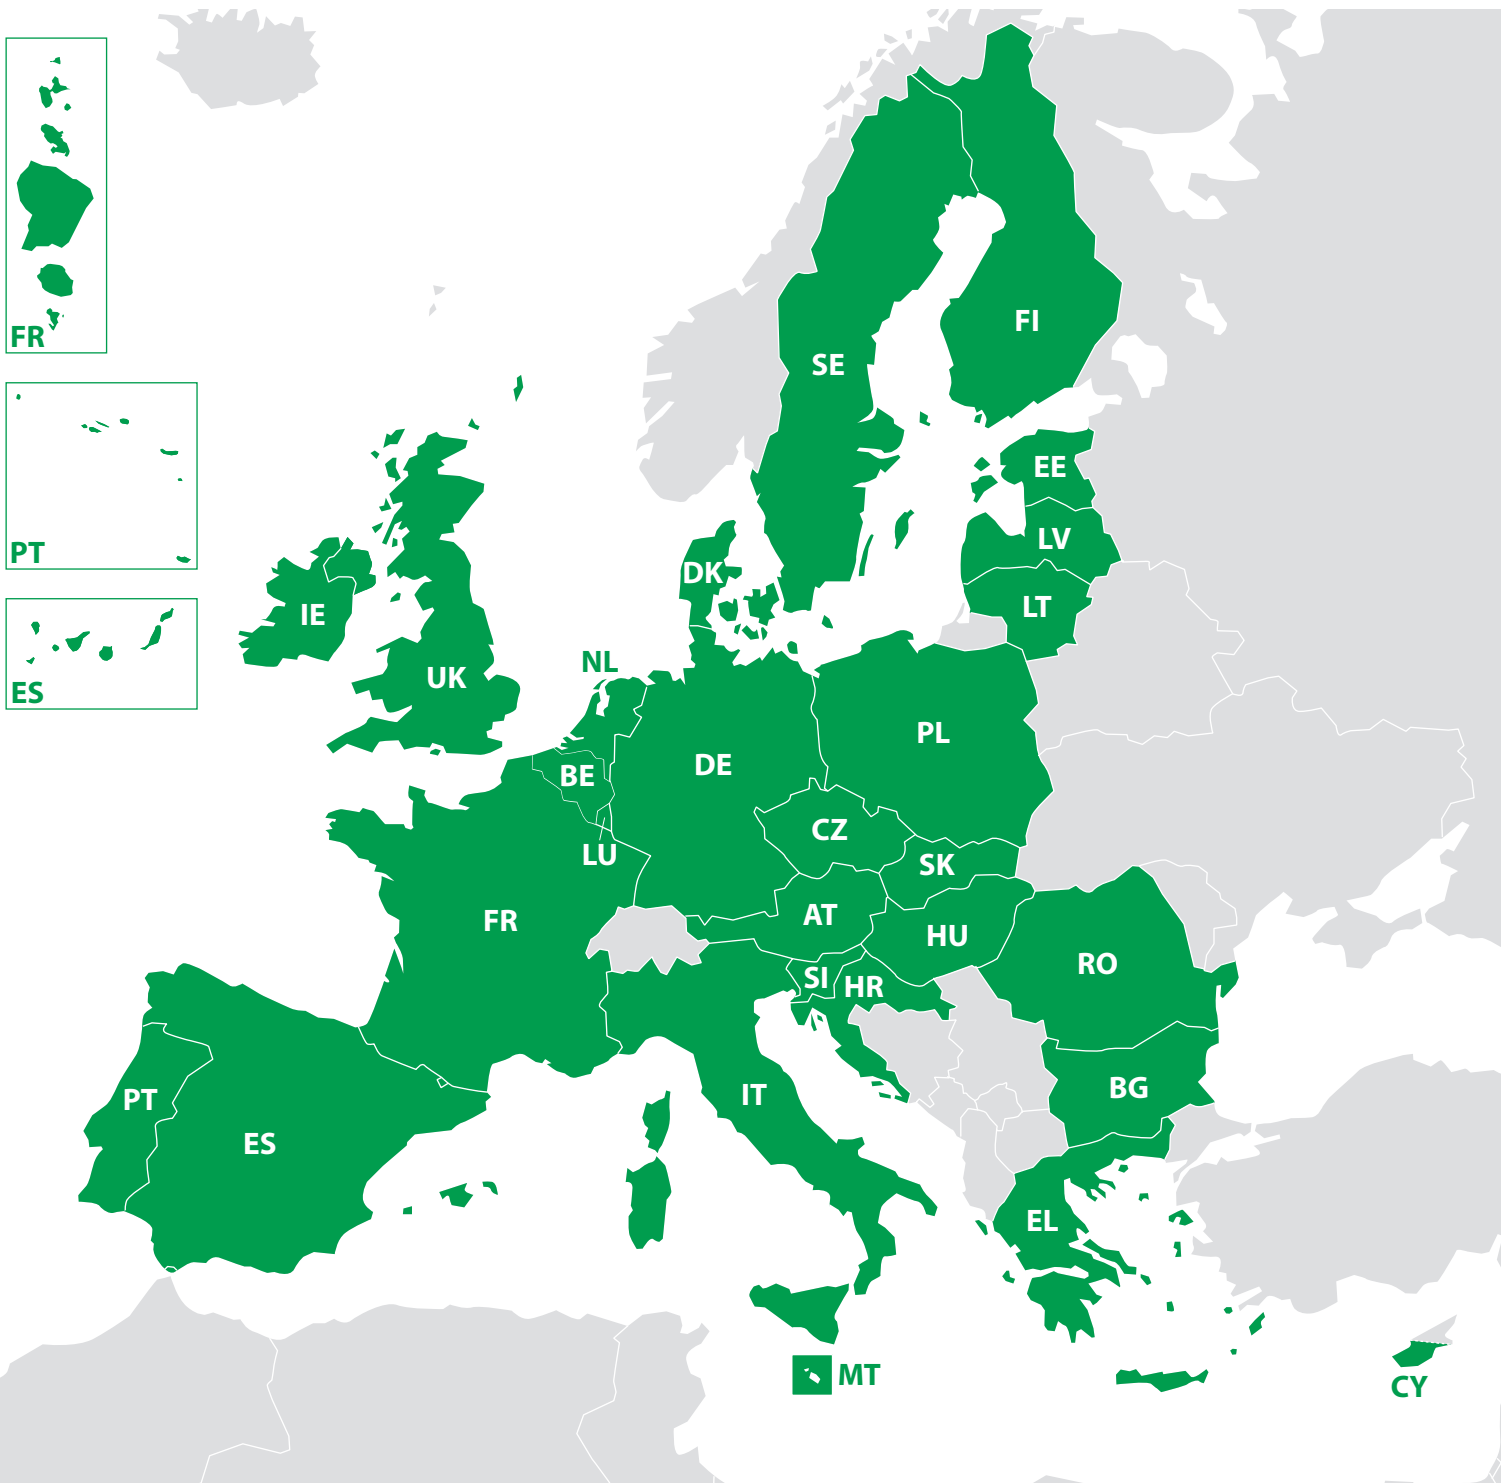 FR
PT
ES
FI
SE
EE
LV
DK
LT
IE
NL
UK
PL
DE
BE
CZ
LU
SK
AT
FR
HU
RO
SI
HR
BG
IT
PT
ES
EL
MT
CY